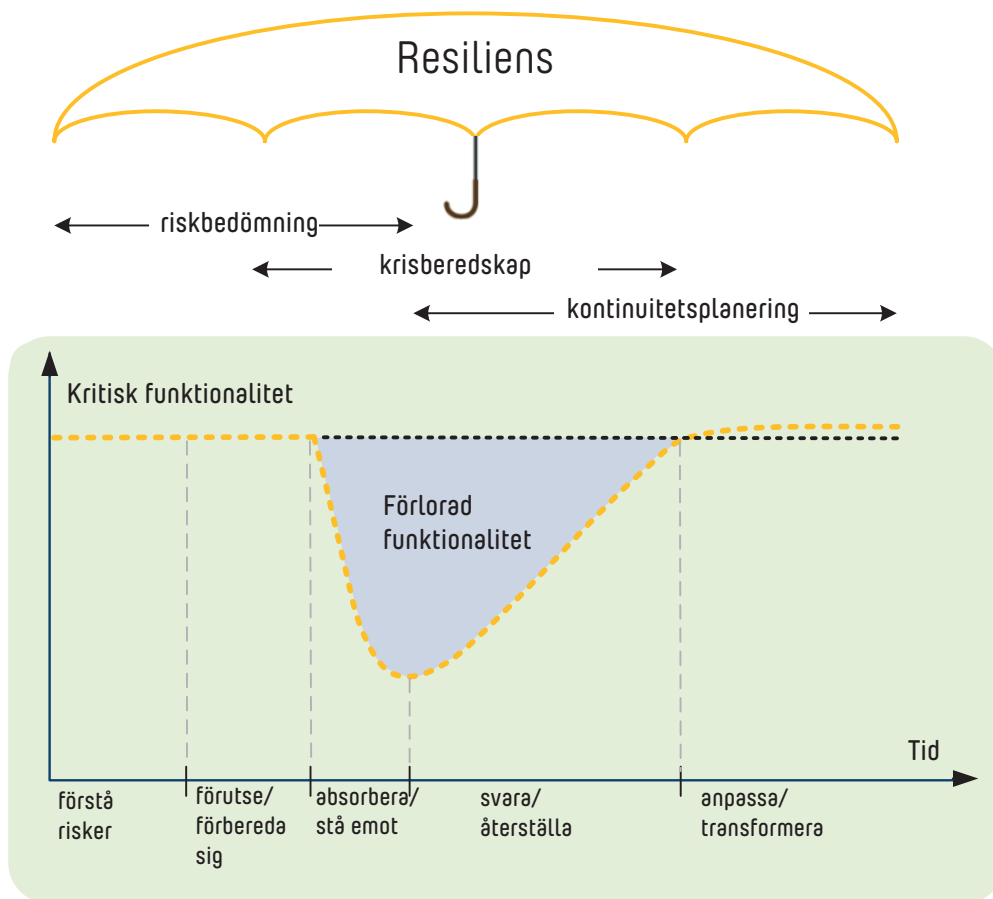 Resiliens
riskbedömning
krisberedskap
kontinuitetsplanering
Kritisk funktionalitet
Förlorad
funktionalitet
Tid
förstå
risker
förutse/
förbereda
sig
absorbera/
stå emot
svara/
återställa
anpassa/
transformera